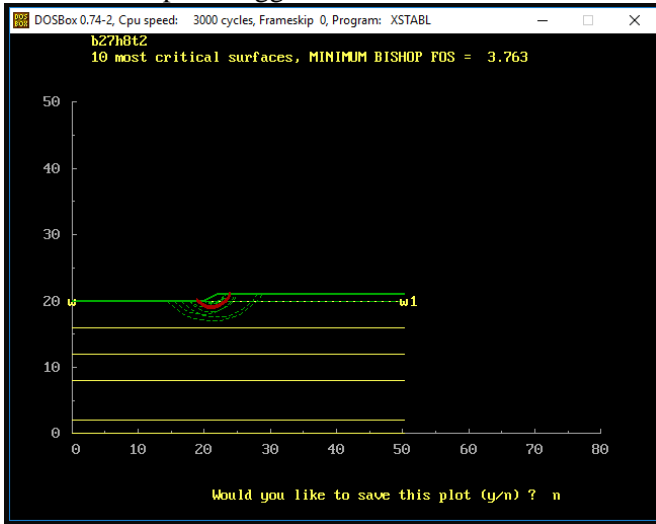 DOSBox 0.74-2, Cpu speed: 3000 cycles, Frameskip 0, Program: XSTABL
b27h8t2
10 most critical surfaces, MINIMUM BISHOP FOS = 3.763
50
40
30
20
w
w1
10
0
0 10 20 30 40 50 60 70 80
Would you like to save this plot (y/n) ? n